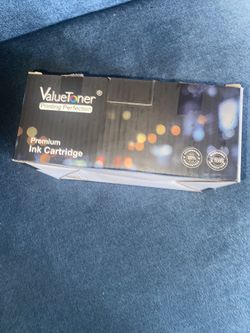 ValueToner®
Printing Perfection
Premium
Ink Cartridge